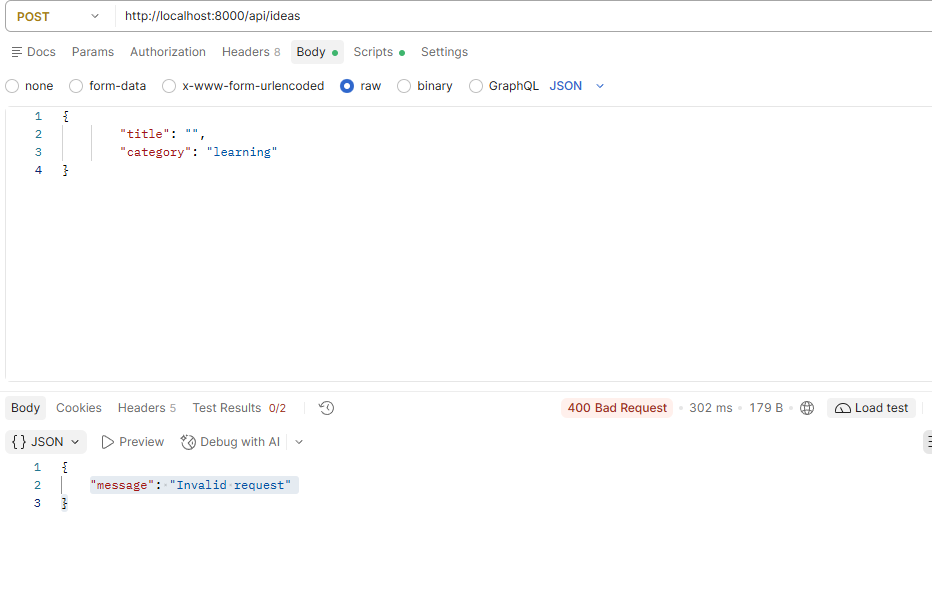 POST http://localhost:8000/api/ideas
Docs Params Authorization Headers 8 Body Scripts Settings
none form-data x-www-form-urlencoded raw binary GraphQL JSON
1 {
2 "title": "",
3 "category": "learning"
4 }
Body Cookies Headers 5 Test Results 0/2 400 Bad Request • 302 ms • 179 B • Load test
{} JSON Preview Debug with AI
1 {
2 "message": "Invalid request"
3 }